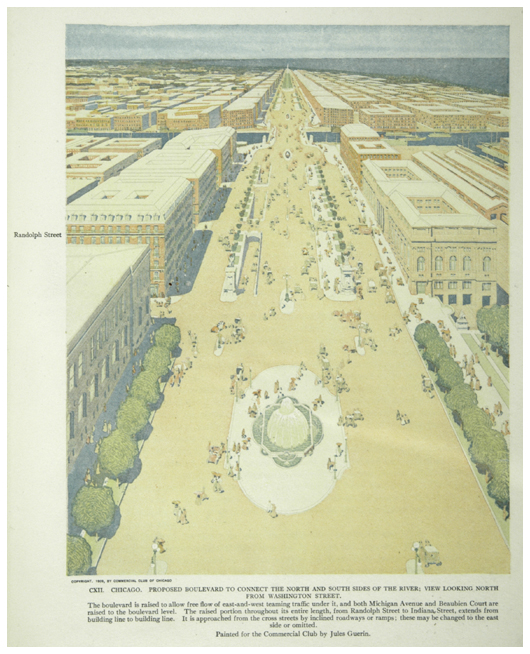 Randolph Street
COPYRIGHT, 1909, BY COMMERCIAL CLUB OF CHICAGO
CXII. CHICAGO. PROPOSED BOULEVARD TO CONNECT THE NORTH AND SOUTH SIDES OF THE RIVER; VIEW LOOKING NORTH
FROM WASHINGTON STREET.
The boulevard is raised to allow free flow of east-and-west teaming traffic under it, and both Michigan Avenue and Beaubien Court are
raised to the boulevard level. The raised portion throughout its entire length, from Randolph Street to Indiana, Street, extends from
building line to building line. It is approached from the cross streets by inclined roadways or ramps; these may be changed to the east
side or omitted.
Painted for the Commercial Club by Jules Guerin.